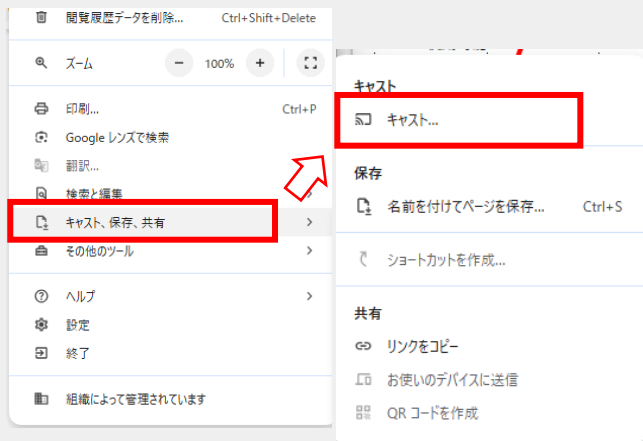 閲覧履歴データを削除... Ctrl+Shift+Delete
ズーム － 100% ＋
印刷... Ctrl+P
Google レンズで検索
翻訳...
検索と編集
キャスト、保存、共有
その他のツール
ヘルプ
設定
終了
組織によって管理されています
キャスト
キャスト...
保存
名前を付けてページを保存... Ctrl+S
ショートカットを作成...
共有
リンクをコピー
お使いのデバイスに送信
QR コードを作成